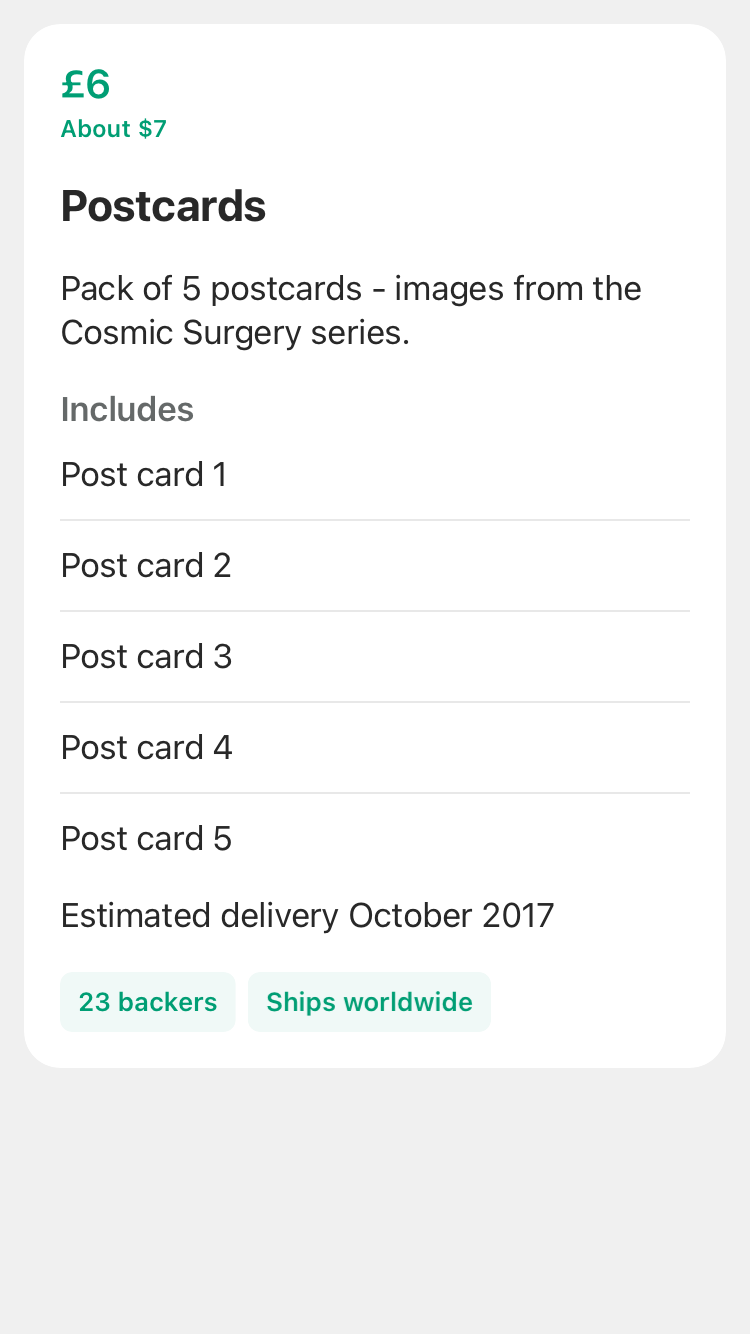 £6
About $7
Postcards
Pack of 5 postcards - images from the
Cosmic Surgery series.
Includes
Post card 1
Post card 2
Post card 3
Post card 4
Post card 5
Estimated delivery October 2017
23 backers
Ships worldwide